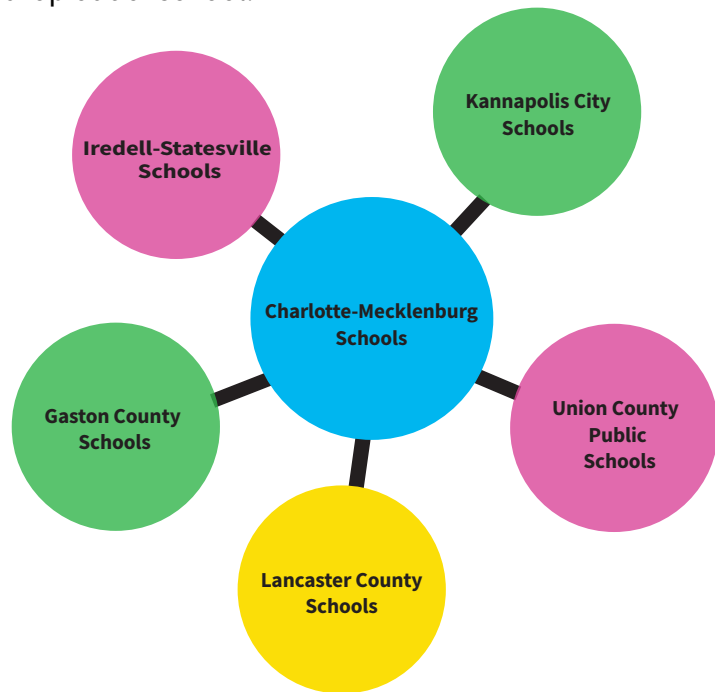 Kannapolis City
Schools
Iredell-Statesville
Schools
Charlotte-Mecklenburg
Schools
Gaston County
Schools
Union County
Public
Schools
Lancaster County
Schools